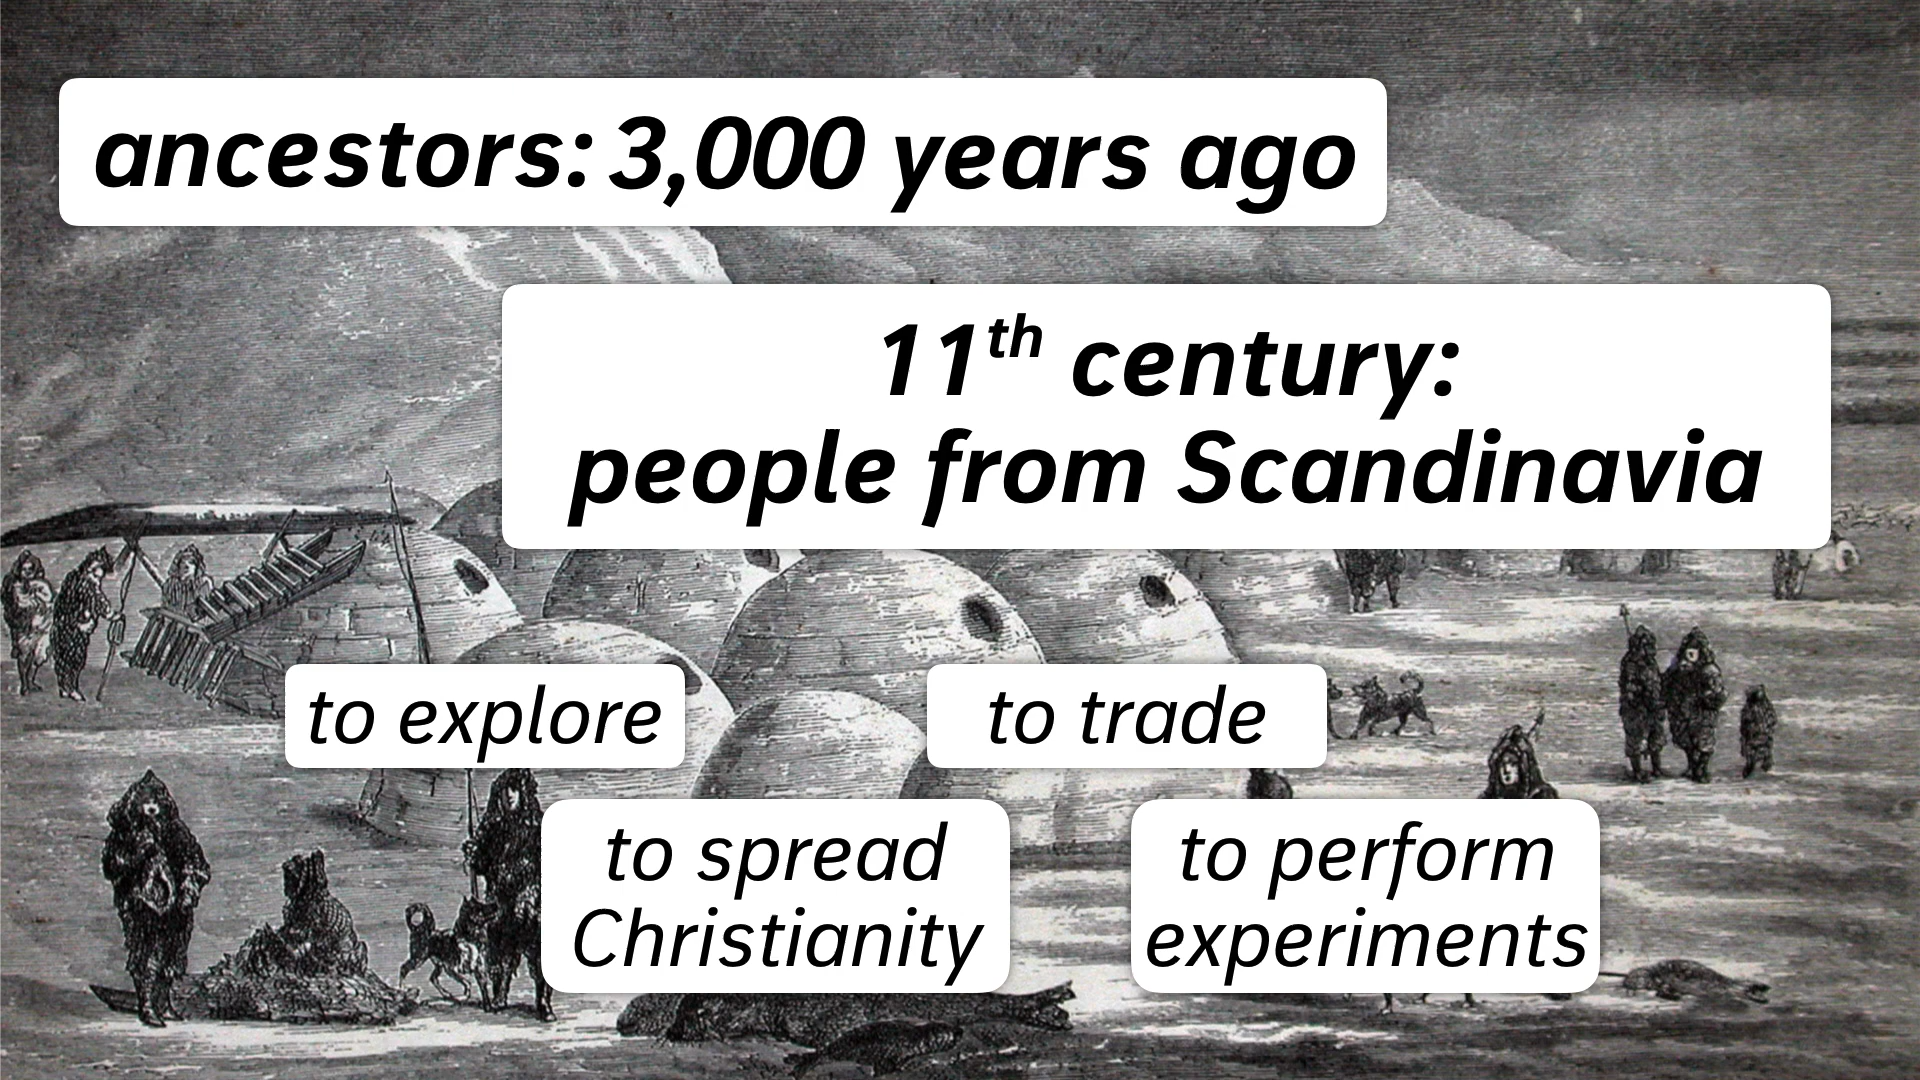 ancestors: 3,000 years ago
11th century:
people from Scandinavia
to explore
to trade
to spread
Christianity
to perform
experiments